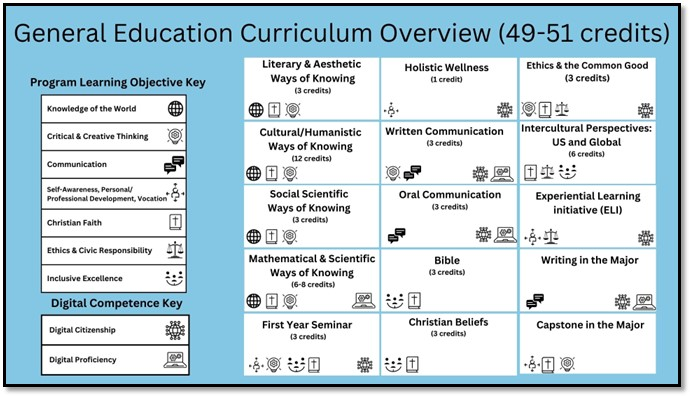 General Education Curriculum Overview (49-51 credits)
Program Learning Objective Key
Knowledge of the World
Critical & Creative Thinking
Communication
Self-Awareness, Personal/
Professional Development, Vocation
Christian Faith
Ethics & Civic Responsibility
Inclusive Excellence
Digital Competence Key
Digital Citizenship
Digital Proficiency
Literary & Aesthetic
Ways of Knowing
(3 credits)
Holistic Wellness
(1 credit)
Ethics & the Common Good
(3 credits)
Cultural/Humanistic
Ways of Knowing
(12 credits)
Written Communication
(3 credits)
Intercultural Perspectives:
US and Global
(6 credits)
Social Scientific
Ways of Knowing
(3 credits)
Oral Communication
(3 credits)
Experiential Learning
initiative (ELI)
Mathematical & Scientific
Ways of Knowing
(6-8 credits)
Bible
(3 credits)
Writing in the Major
First Year Seminar
(3 credits)
Christian Beliefs
(3 credits)
Capstone in the Major